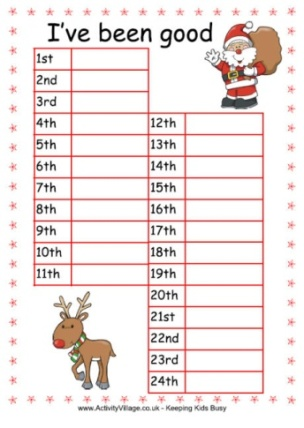 I've been good
1st
2nd
3rd
4th
5th
6th
7th
8th
9th
10th
11th
12th
13th
14th
15th
16th
17th
18th
19th
20th
21st
22nd
23rd
24th
www.ActivityVillage.co.uk - Keeping Kids Busy